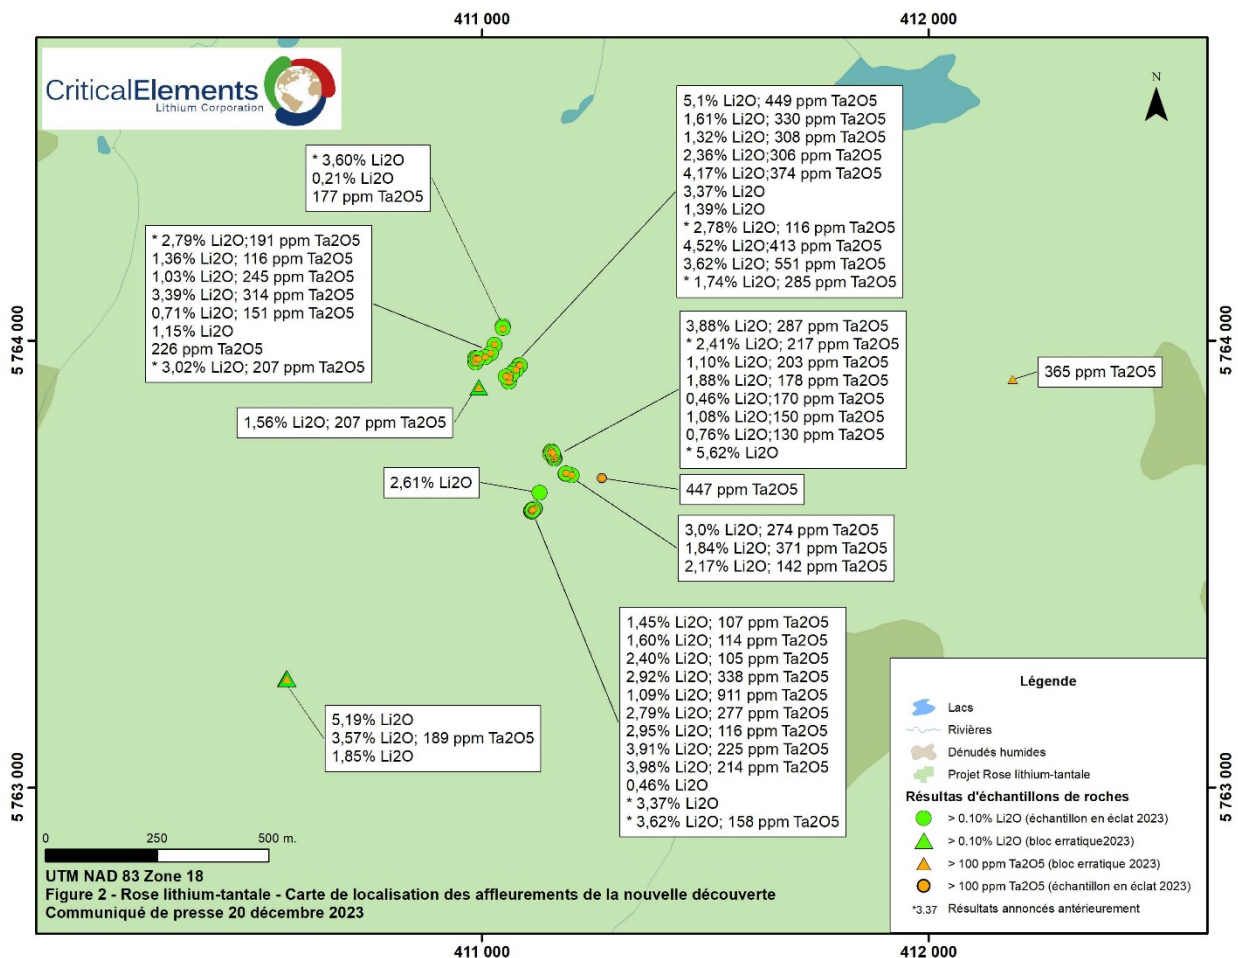 411 000
412 000
CriticalElements
Lithium Corporation
N
5,1% Li2O; 449 ppm Ta2O5
1,61% Li2O; 330 ppm Ta2O5
1,32% Li2O; 308 ppm Ta2O5
2,36% Li2O;306 ppm Ta2O5
4,17% Li2O;374 ppm Ta2O5
3,37% Li2O
1,39% Li2O
* 2,78% Li2O; 116 ppm Ta2O5
4,52% Li2O;413 ppm Ta2O5
3,62% Li2O; 551 ppm Ta2O5
* 1,74% Li2O; 285 ppm Ta2O5
* 3,60% Li2O
0,21% Li2O
177 ppm Ta2O5
* 2,79% Li2O;191 ppm Ta2O5
1,36% Li2O; 116 ppm Ta2O5
1,03% Li2O; 245 ppm Ta2O5
3,39% Li2O; 314 ppm Ta2O5
0,71% Li2O; 151 ppm Ta2O5
1,15% Li2O
226 ppm Ta2O5
* 3,02% Li2O; 207 ppm Ta2O5
5 764 000
5 764 000
3,88% Li2O; 287 ppm Ta2O5
* 2,41% Li2O; 217 ppm Ta2O5
1,10% Li2O; 203 ppm Ta2O5
1,88% Li2O; 178 ppm Ta2O5
0,46% Li2O;170 ppm Ta2O5
1,08% Li2O;150 ppm Ta2O5
0,76% Li2O;130 ppm Ta2O5
* 5,62% Li2O
365 ppm Ta2O5
1,56% Li2O; 207 ppm Ta2O5
2,61% Li2O
447 ppm Ta2O5
3,0% Li2O; 274 ppm Ta2O5
1,84% Li2O; 371 ppm Ta2O5
2,17% Li2O; 142 ppm Ta2O5
1,45% Li2O; 107 ppm Ta2O5
1,60% Li2O; 114 ppm Ta2O5
2,40% Li2O; 105 ppm Ta2O5
2,92% Li2O; 338 ppm Ta2O5
1,09% Li2O; 911 ppm Ta2O5
2,79% Li2O; 277 ppm Ta2O5
2,95% Li2O; 116 ppm Ta2O5
3,91% Li2O; 225 ppm Ta2O5
3,98% Li2O; 214 ppm Ta2O5
0,46% Li2O
* 3,37% Li2O
* 3,62% Li2O; 158 ppm Ta2O5
5,19% Li2O
3,57% Li2O; 189 ppm Ta2O5
1,85% Li2O
5 763 000
5 763 000
Légende
Lacs
Rivières
Dénudés humides
Projet Rose lithium-tantale
Résultas d'échantillons de roches
> 0.10% Li2O (échantillon en éclat 2023)
> 0.10% Li2O (bloc erratique2023)
> 100 ppm Ta2O5 (bloc erratique 2023)
> 100 ppm Ta2O5 (échantillon en éclat 2023)
*3.37 Résultats annoncés antérieurement
0 250 500 m.
UTM NAD 83 Zone 18
Figure 2 - Rose lithium-tantale - Carte de localisation des affleurements de la nouvelle découverte
Communiqué de presse 20 décembre 2023
411 000
412 000